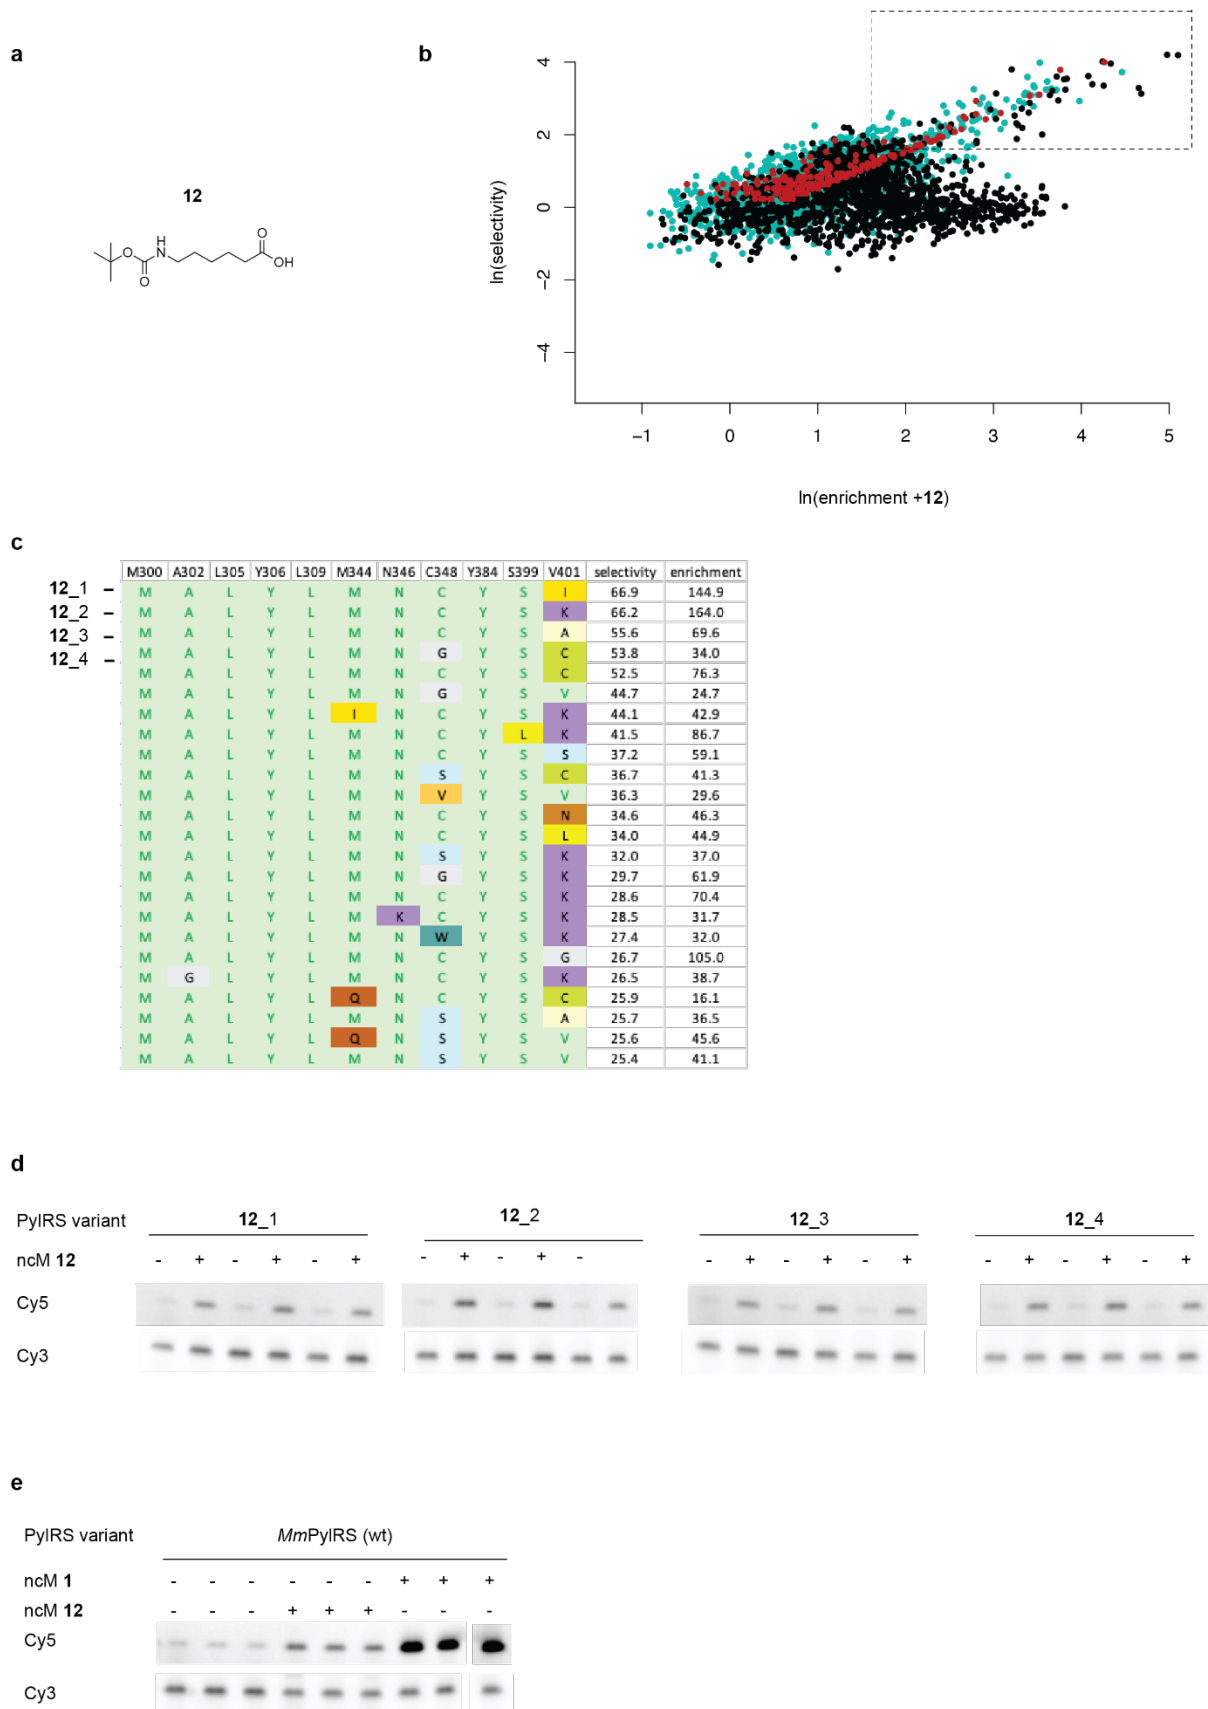 a
b
12
O
N
H
O
O
O
OH
4
2
0
−2
−4
ln(selectivity)
−1 0 1 2 3 4 5
ln(enrichment +12)
c
M300 A302 L305 Y306 L309 M344 N346 C348 Y384 S399 V401 selectivity enrichment
12_1 – M A L Y L M N C Y S I 66.9 144.9
12_2 – M A L Y L M N C Y S K 66.2 164.0
12_3 – M A L Y L M N C Y S A 55.6 69.6
12_4 – M A L Y L M N G Y S C 53.8 34.0
M A L Y L M N C Y S C 52.5 76.3
M A L Y L M N G Y S V 44.7 24.7
M A L Y L I N C Y S K 44.1 42.9
M A L Y L M N C Y L K 41.5 86.7
M A L Y L M N C Y S S 37.2 59.1
M A L Y L M N S Y S C 36.7 41.3
M A L Y L M N V Y S V 36.3 29.6
M A L Y L M N C Y S N 34.6 46.3
M A L Y L M N C Y S L 34.0 44.9
M A L Y L M N S Y S K 32.0 37.0
M A L Y L M N G Y S K 29.7 61.9
M A L Y L M N C Y S K 28.6 70.4
M A L Y L M K C Y S K 28.5 31.7
M A L Y L M N W Y S K 27.4 32.0
M A L Y L M N C Y S G 26.7 105.0
M G L Y L M N C Y S K 26.5 38.7
M A L Y L Q N C Y S C 25.9 16.1
M A L Y L M N S Y S A 25.7 36.5
M A L Y L Q N S Y S V 25.6 45.6
M A L Y L M N S Y S V 25.4 41.1
d
PylRS variant 12_1 12_2 12_3 12_4
ncM 12 - + - + - + - + - + - - + - + - + - + - + - +
Cy5
Cy3
e
PylRS variant MmPylRS (wt)
ncM 1 - - - - - - + + +
ncM 12 - - - + + + - - -
Cy5
Cy3